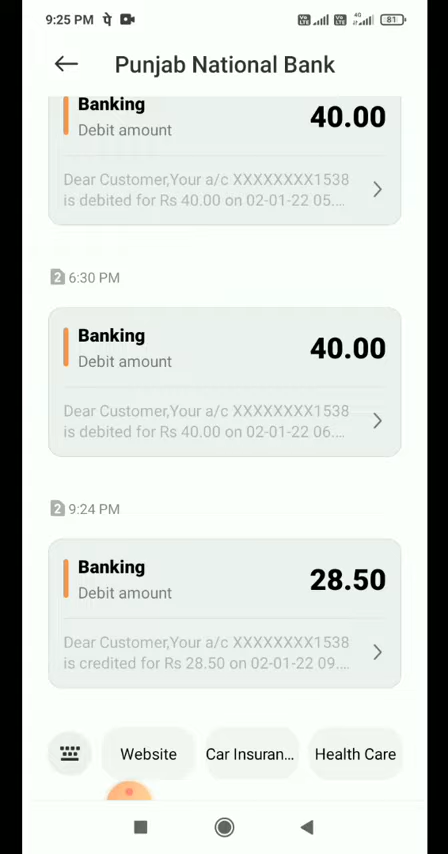 9:25 PM पे
4G 81
Punjab National Bank
Banking
Debit amount
40.00
Dear Customer,Your a/c XXXXXXXX1538
is debited for Rs 40.00 on 02-01-22 05....
2 6:30 PM
Banking
Debit amount
40.00
Dear Customer,Your a/c XXXXXXXX1538
is debited for Rs 40.00 on 02-01-22 06....
2 9:24 PM
Banking
Debit amount
28.50
Dear Customer,Your a/c XXXXXXXX1538
is credited for Rs 28.50 on 02-01-22 09....
Website
Car Insuran...
Health Care